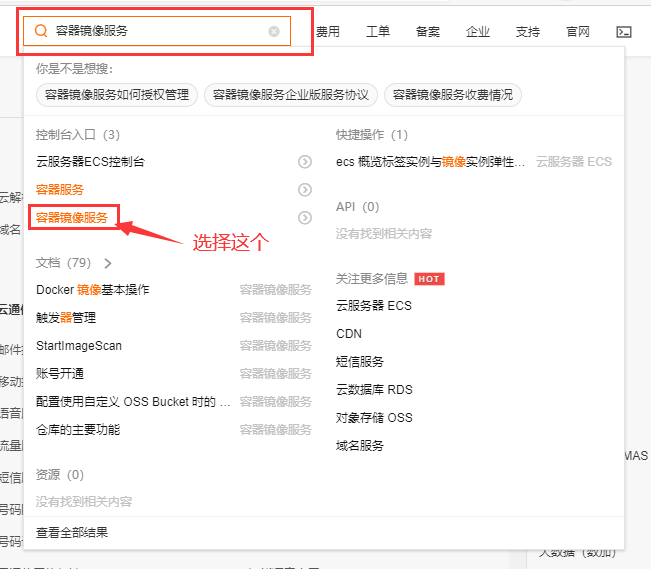 容器镜像服务
费用
工单
备案
企业
支持
官网
你是不是想搜:
容器镜像服务如何授权管理
容器镜像服务企业版服务协议
容器镜像服务收费情况
控制台入口（3）
云服务器ECS控制台
容器服务
容器镜像服务
选择这个
文档（79）
Docker 镜像基本操作 容器镜像服务
触发器管理 容器镜像服务
StartImageScan 容器镜像服务
账号开通 容器镜像服务
配置使用自定义 OSS Bucket 时的 ... 容器镜像服务
仓库的主要功能 容器镜像服务
资源（0）
没有找到相关内容
查看全部结果
快捷操作（1）
ecs 概览标签实例与镜像实例弹性... 云服务器 ECS
API（0）
没有找到相关内容
关注更多信息 HOT
云服务器 ECS
CDN
短信服务
云数据库 RDS
对象存储 OSS
域名服务
云解
域名
云通
邮件
移动
语音
流量
短信
号码
号码
MAS
大数据（数加）